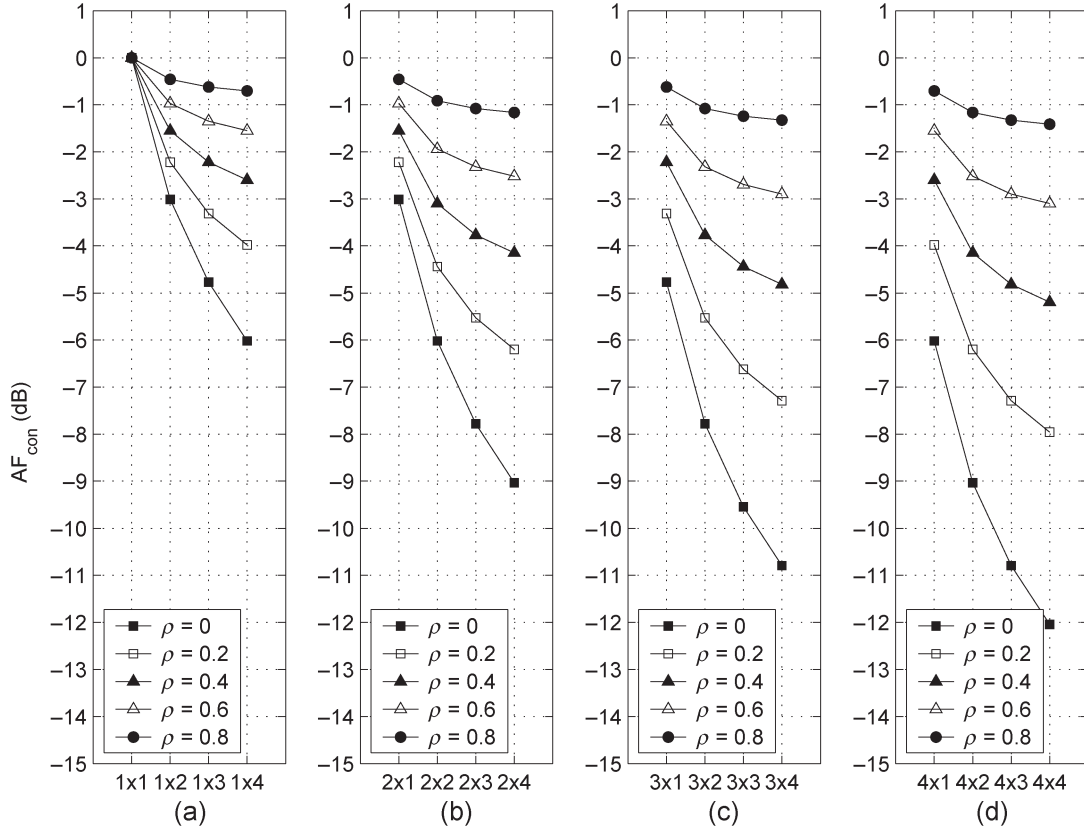 AF_con (dB)
1
0
−1
−2
−3
−4
−5
−6
−7
−8
−9
−10
−11
−12
−13
−14
−15
ρ = 0
ρ = 0.2
ρ = 0.4
ρ = 0.6
ρ = 0.8
1x1 1x2 1x3 1x4
(a)
1
0
−1
−2
−3
−4
−5
−6
−7
−8
−9
−10
−11
−12
−13
−14
−15
ρ = 0
ρ = 0.2
ρ = 0.4
ρ = 0.6
ρ = 0.8
2x1 2x2 2x3 2x4
(b)
1
0
−1
−2
−3
−4
−5
−6
−7
−8
−9
−10
−11
−12
−13
−14
−15
ρ = 0
ρ = 0.2
ρ = 0.4
ρ = 0.6
ρ = 0.8
3x1 3x2 3x3 3x4
(c)
1
0
−1
−2
−3
−4
−5
−6
−7
−8
−9
−10
−11
−12
−13
−14
−15
ρ = 0
ρ = 0.2
ρ = 0.4
ρ = 0.6
ρ = 0.8
4x1 4x2 4x3 4x4
(d)